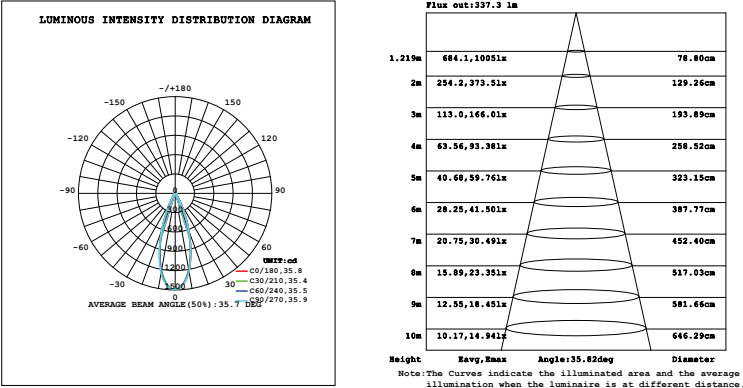 LUMINOUS INTENSITY DISTRIBUTION DIAGRAM
-/+180
-150
150
-120
120
-90
0
90
300
600
-60
60
900
UNIT:cd
1200
C0/180,35.8
-30
1500
30
C30/210,35.4
C60/240,35.5
0
C90/270,35.9
AVERAGE BEAM ANGLE(50%):35.7 DEG
Flux out:337.3 lm
1.219m 684.1,1005lx 78.80cm
2m 254.2,373.5lx 129.26cm
3m 113.0,166.0lx 193.89cm
4m 63.56,93.38lx 258.52cm
5m 40.68,59.76lx 323.15cm
6m 28.25,41.50lx 387.77cm
7m 20.75,30.49lx 452.40cm
8m 15.89,23.35lx 517.03cm
9m 12.55,18.45lx 581.66cm
10m 10.17,14.94lx 646.29cm
Height Eavg,Emax Angle:35.82deg Diameter
Note:The Curves indicate the illuminated area and the average
illumination when the luminaire is at different distance.